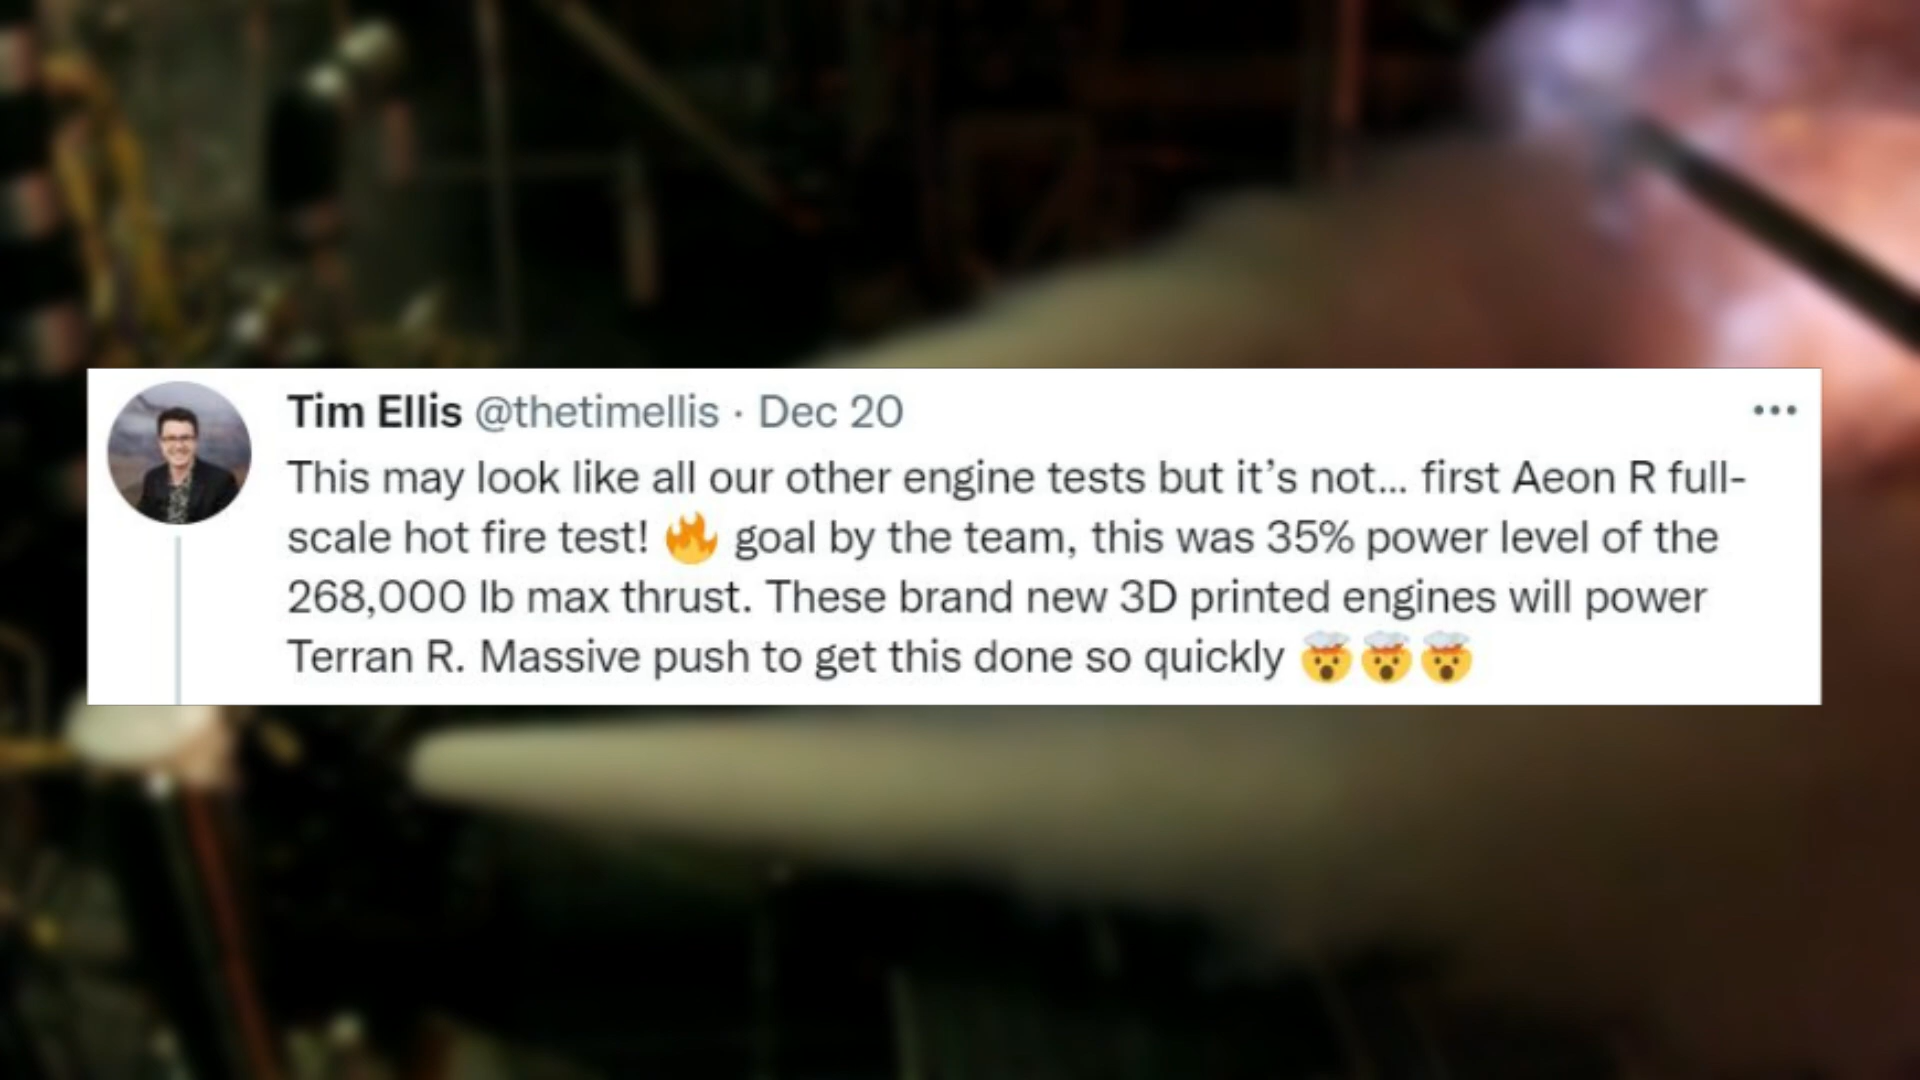 Tim Ellis @thetimellis · Dec 20
This may look like all our other engine tests but it’s not... first Aeon R full-
scale hot fire test! 🔥 goal by the team, this was 35% power level of the
268,000 lb max thrust. These brand new 3D printed engines will power
Terran R. Massive push to get this done so quickly 🤯🤯🤯